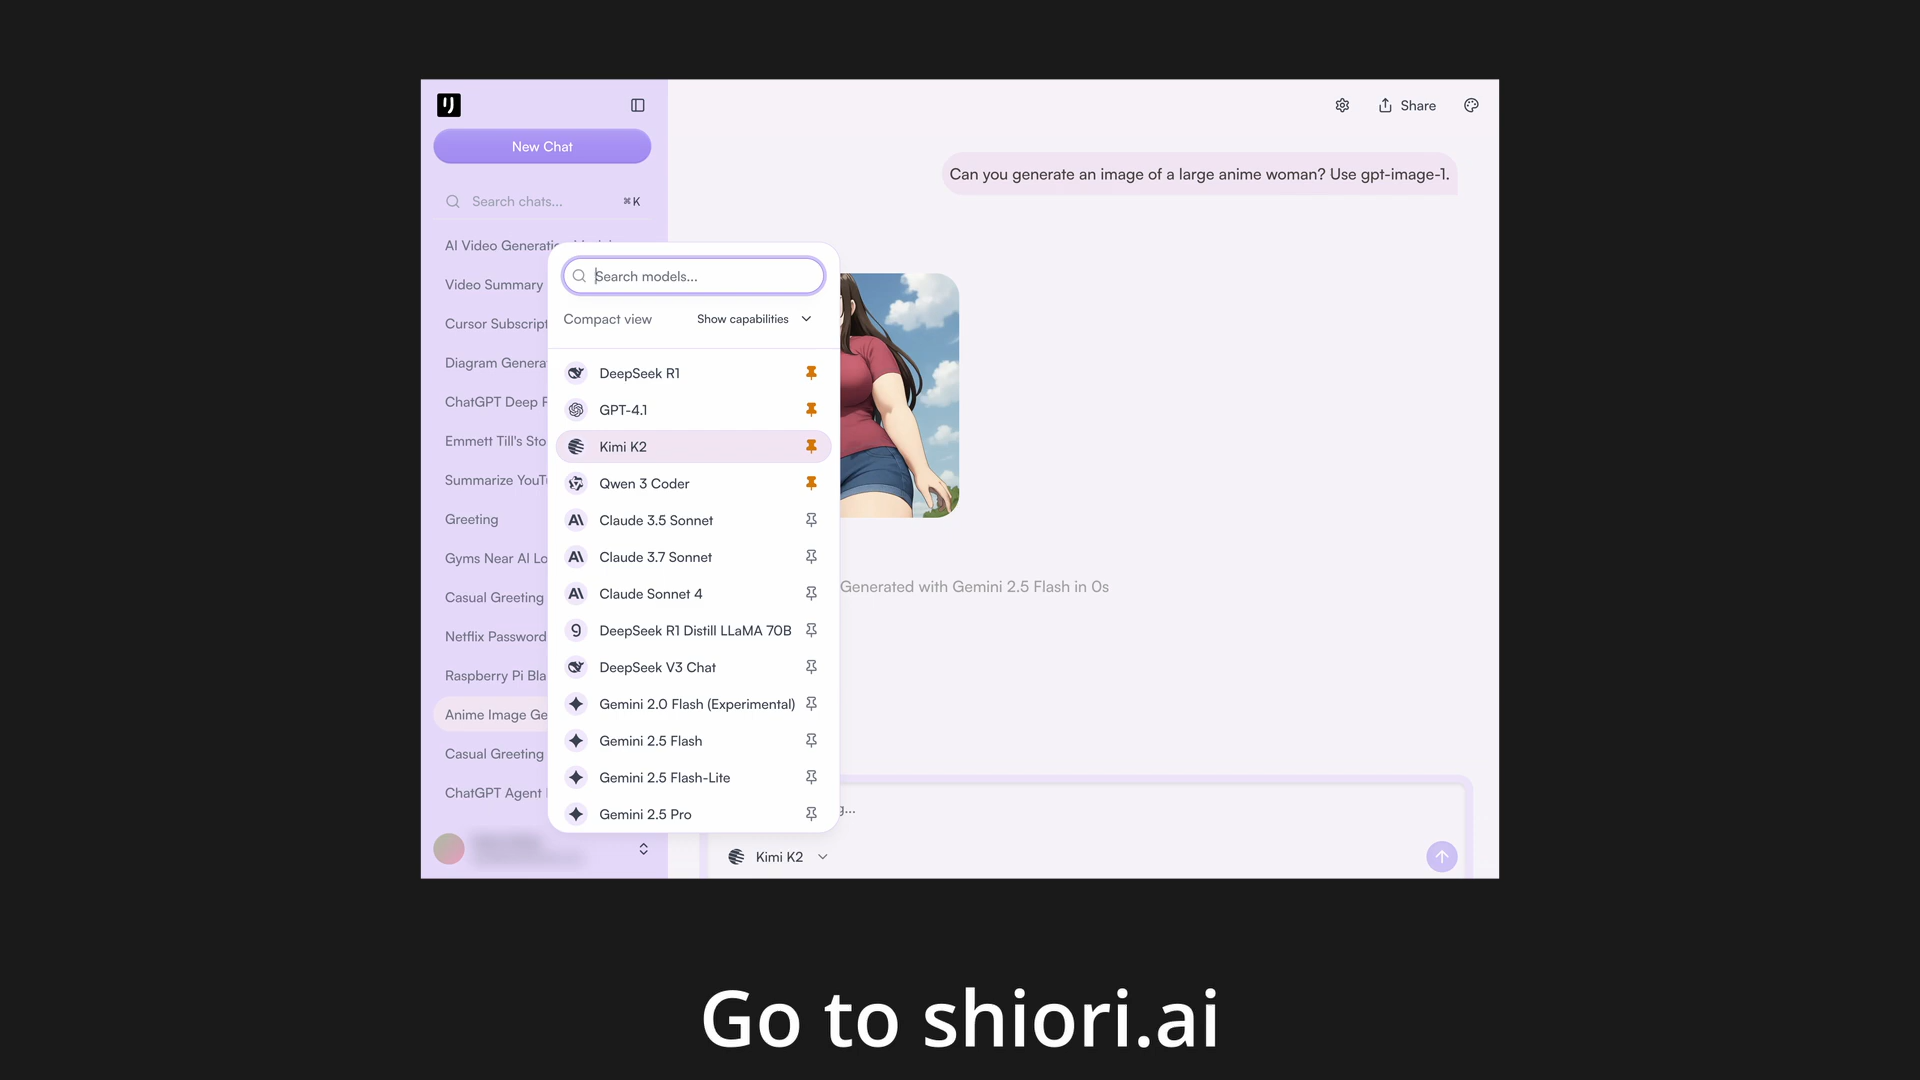 New Chat
Search chats...
⌘K
AI Video Generatio
Video Summary
Cursor Subscript
Diagram Genera
ChatGPT Deep
Emmett Till's Sto
Summarize YouTu
Greeting
Gyms Near Al Lo
Casual Greeting
Netflix Password
Raspberry Pi Bla
Anime Image Ge
Casual Greeting
ChatGPT Agent
Share
Can you generate an image of a large anime woman? Use gpt-image-1.
Search models...
Compact view
Show capabilities
DeepSeek R1
GPT-4.1
Kimi K2
Qwen 3 Coder
Claude 3.5 Sonnet
Claude 3.7 Sonnet
Claude Sonnet 4
DeepSeek R1 Distill LLaMA 70B
DeepSeek V3 Chat
Gemini 2.0 Flash (Experimental)
Gemini 2.5 Flash
Gemini 2.5 Flash-Lite
Gemini 2.5 Pro
Generated with Gemini 2.5 Flash in 0s
g...
Kimi K2
Go to shiori.ai